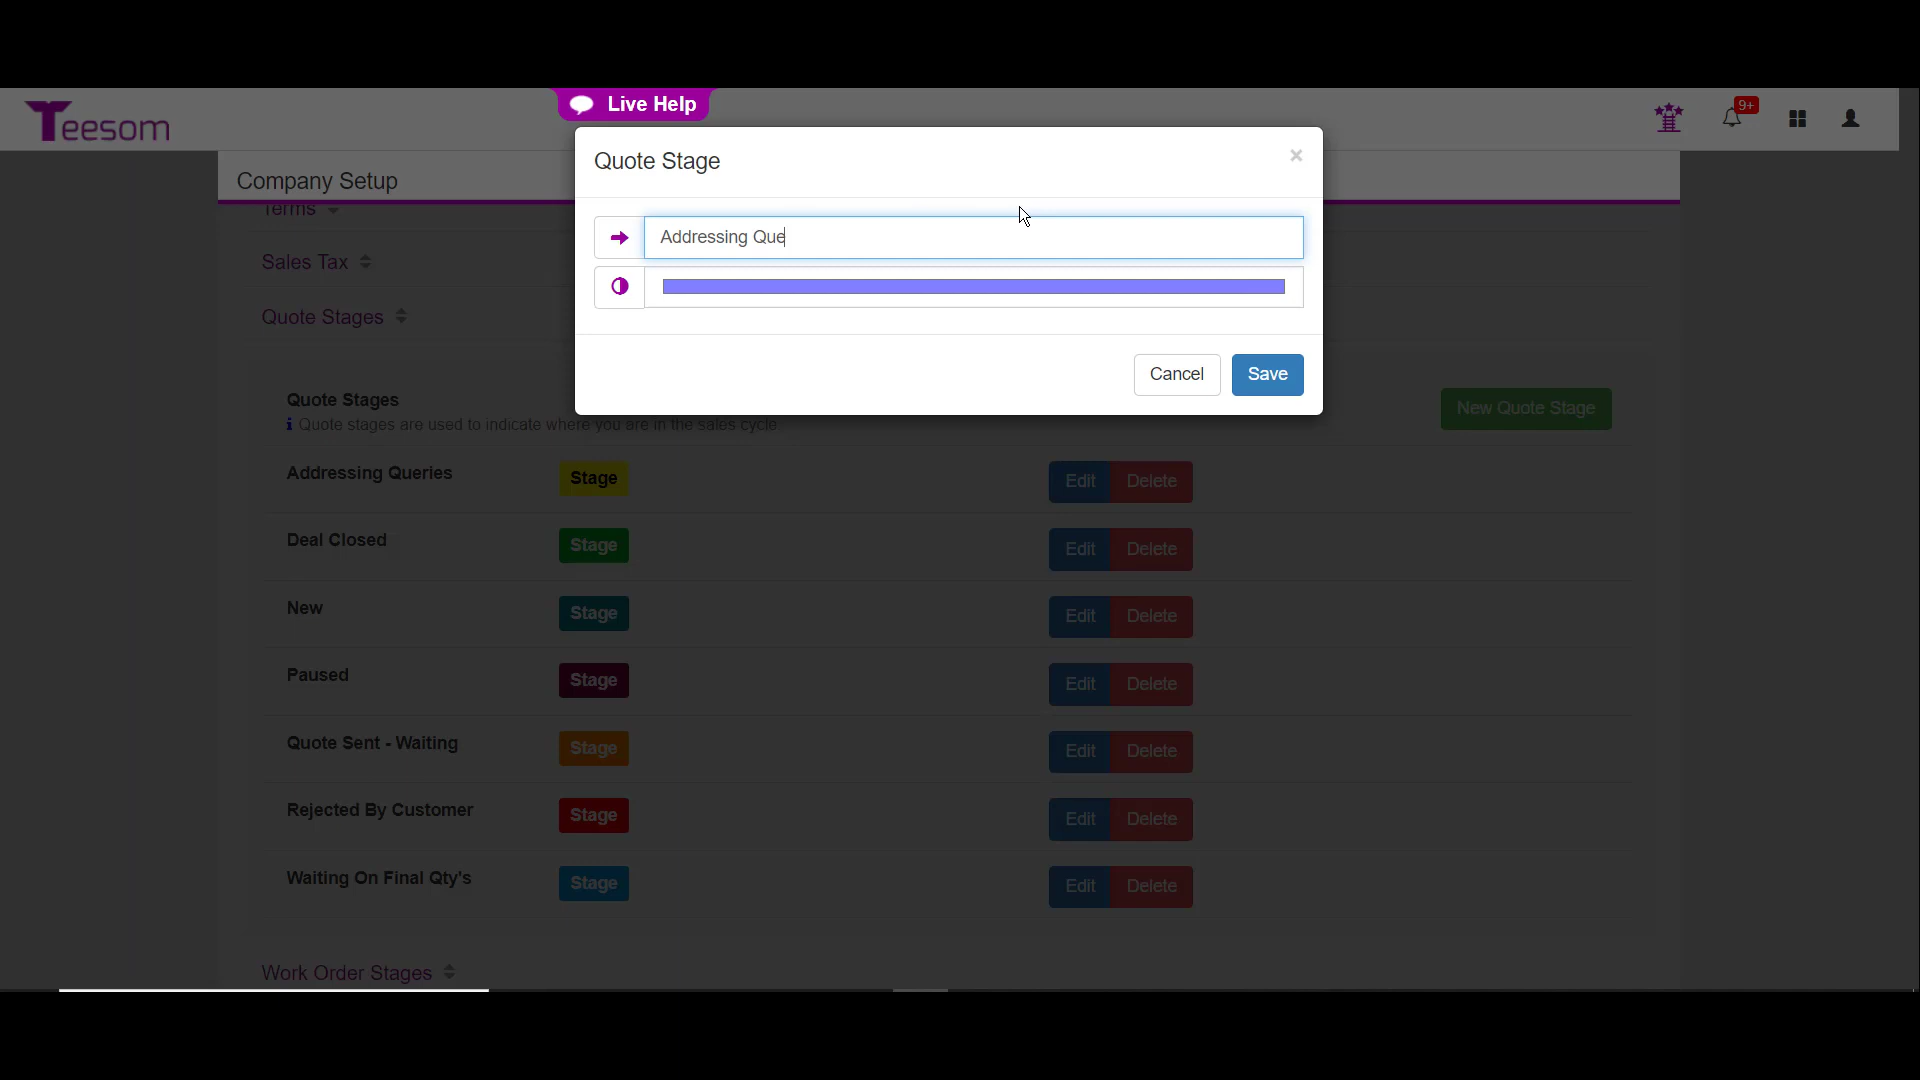 Teesom
Live Help
9+
Quote Stage
×
Company Setup
Terms
Addressing Que
Sales Tax
Quote Stages
Cancel
Save
Quote Stages
New Quote Stage
Quote stages are used to indicate where you are in the sales cycle
Addressing Queries Stage Edit Delete
Deal Closed Stage Edit Delete
New Stage Edit Delete
Paused Stage Edit Delete
Quote Sent - Waiting Stage Edit Delete
Rejected By Customer Stage Edit Delete
Waiting On Final Qty's Stage Edit Delete
Work Order Stages